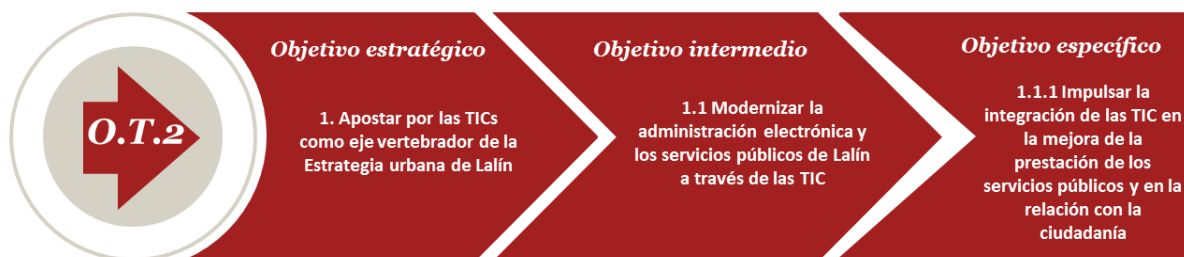 O.T.2
Objetivo estratégico
1. Apostar por las TICs
como eje vertebrador de la
Estrategia urbana de Lalín
Objetivo intermedio
1.1 Modernizar la
administración electrónica y
los servicios públicos de Lalín
a través de las TIC
Objetivo específico
1.1.1 Impulsar la
integración de las TIC en
la mejora de la
prestación de los
servicios públicos y en la
relación con la
ciudadanía